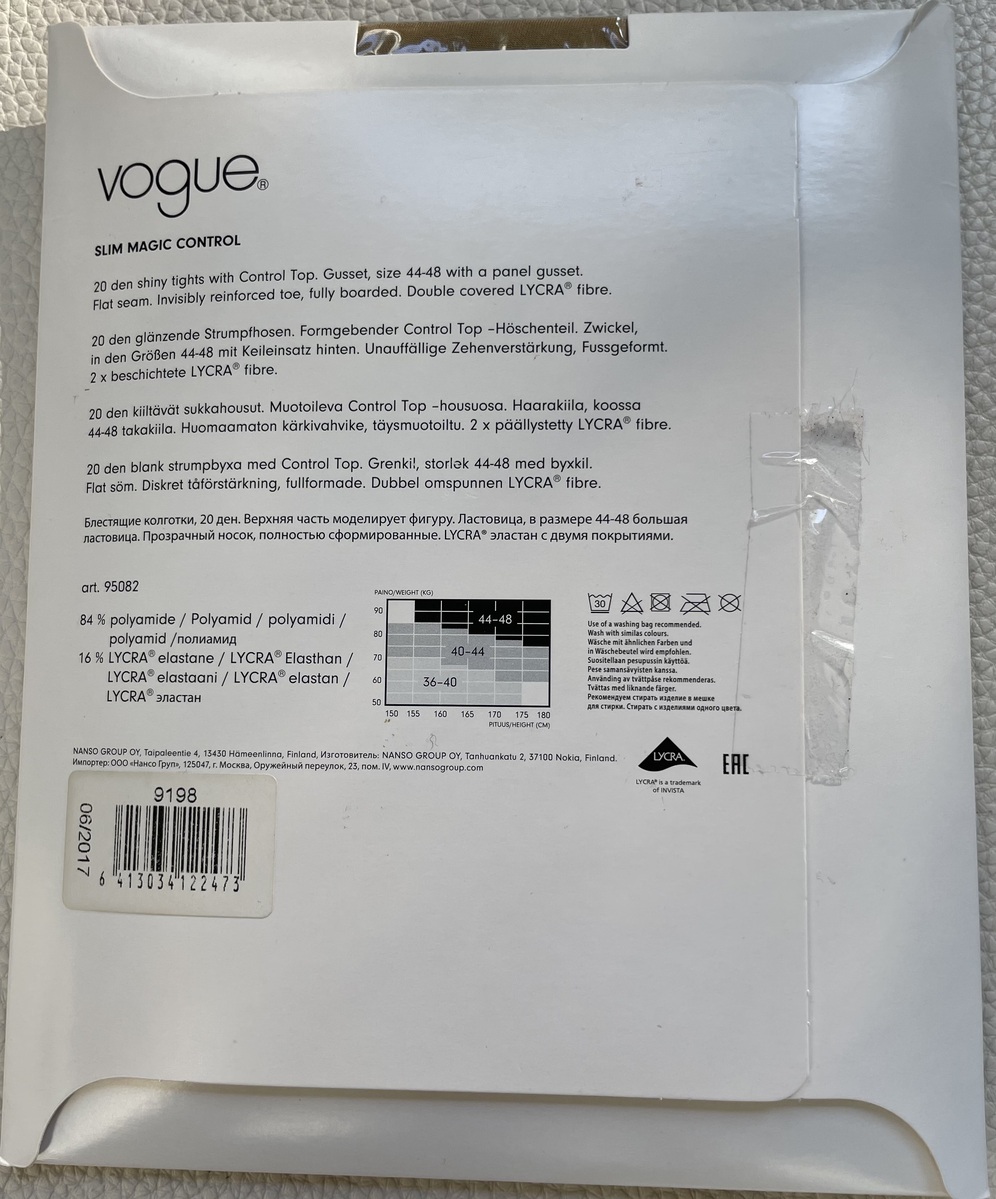 vogue®
SLIM MAGIC CONTROL
20 den shiny tights with Control Top. Gusset, size 44-48 with a panel gusset.
Flat seam. Invisibly reinforced toe, fully boarded. Double covered LYCRA® fibre.
20 den glänzende Strumpfhosen. Formgebender Control Top –Höschenteil. Zwickel,
in den Größen 44-48 mit Keileinsatz hinten. Unauffällige Zehenverstärkung, Fussgeformt.
2 x beschichtete LYCRA® fibre.
20 den kiiltävät sukkahousut. Muotoileva Control Top –housuosa. Haarakiila, koossa
44-48 takakiila. Huomaamaton kärkivahvike, täysmuotoiltu. 2 x päällystetty LYCRA® fibre.
20 den blank strumpbyxa med Control Top. Grenkil, storlek 44-48 med byxkil.
Flat söm. Diskret tåförstärkning, fullformade. Dubbel omspunnen LYCRA® fibre.
Блестящие колготки, 20 ден. Верхняя часть моделирует фигуру. Ластовица, в размере 44-48 большая
ластовица. Прозрачный носок, полностью сформированные. LYCRA® эластан с двумя покрытиями.
art. 95082
84 % polyamide / Polyamid / polyamidi /
polyamid /полиамид
16 % LYCRA® elastane / LYCRA® Elasthan /
LYCRA® elastaani / LYCRA® elastan /
LYCRA® эластан
PAINO/WEIGHT (KG)
90
80
70
60
50
44–48
40–44
36–40
150 155 160 165 170 175 180
PITUUS/HEIGHT (CM)
30
Use of a washing bag recommended.
Wash with similas colours.
Wäsche mit ähnlichen Farben und
in Wäschebeutel wird empfohlen.
Suositellaan pesupussin käyttöä.
Pese samansävyisten kanssa.
Använding av tvättpåse rekommenderas.
Tvättas med liknande färger.
Рекомендуем стирать изделие в мешке
для стирки. Стирать с изделиями одного цвета.
NANSO GROUP OY, Taipaleentie 4, 13430 Hämeenlinna, Finland, Изготовитель: NANSO GROUP OY, Tanhuankatu 2, 37100 Nokia, Finland.
Импортер: ООО «Нансо Груп», 125047, г. Москва, Оружейный переулок, 23, пом. IV, www.nansogroup.com
LYCRA
LYCRA® is a trademark
of INVISTA
EAC
9198
06/2017
6 413034 122473